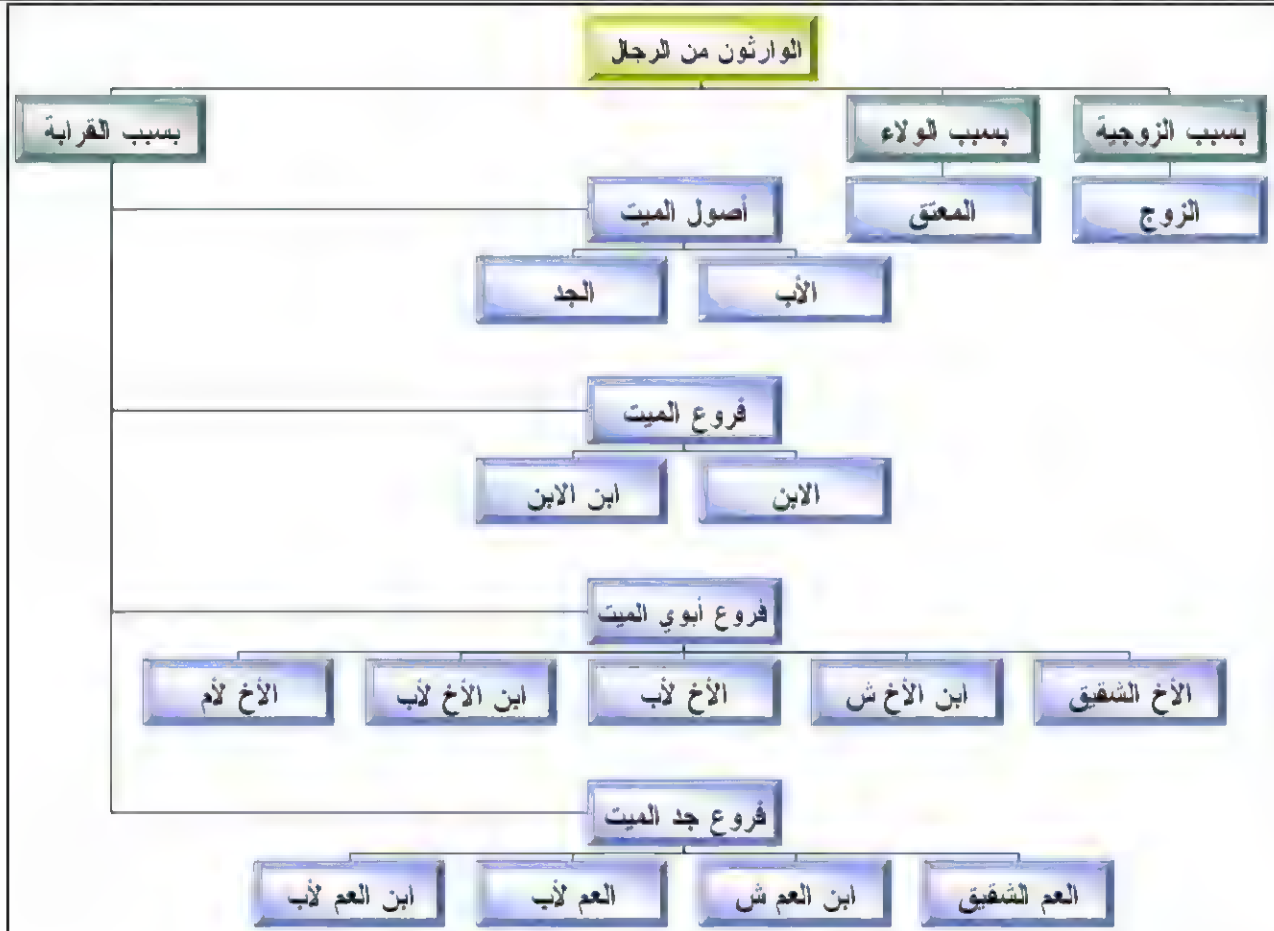 الوارثون من الرجال
بسبب الزوجية
بسبب الولاء
بسبب القرابة
الزوج
المعتق
أصول الميت
الأب
الجد
فروع الميت
الابن
ابن الابن
فروع أبوي الميت
الأخ الشقيق
ابن الأخ ش
الأخ لأب
ابن الأخ لأب
الأخ لأم
فروع جد الميت
العم الشقيق
ابن العم ش
العم لأب
ابن العم لأب